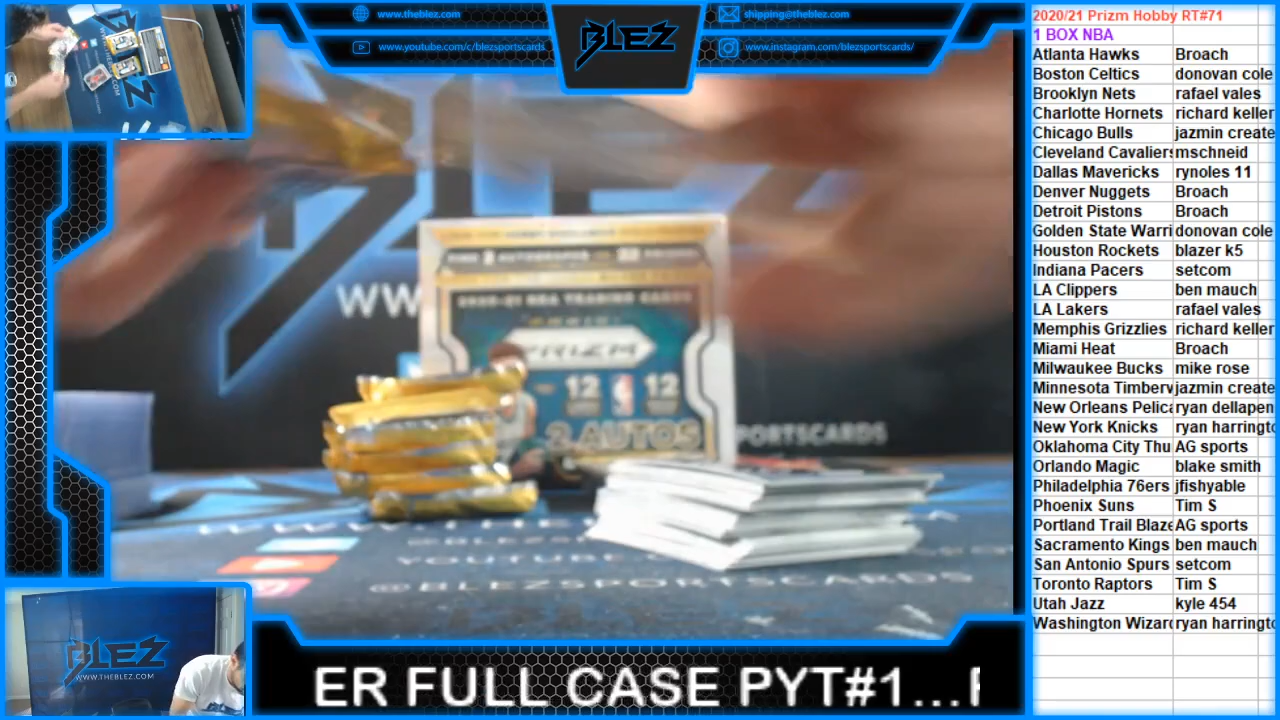 www.theblez.com
shipping@theblez.com
www.youtube.com/c/blezsportscards
www.instagram.com/blezsportscards/
BLEZ
2020/21 Prizm Hobby RT#71
1 BOX NBA
Atlanta Hawks Broach
Boston Celtics donovan cole
Brooklyn Nets rafael vales
Charlotte Hornets richard keller
Chicago Bulls jazmin create
Cleveland Cavaliers mschneid
Dallas Mavericks rynoles 11
Denver Nuggets Broach
Detroit Pistons Broach
Golden State Warri donovan cole
Houston Rockets blazer k5
Indiana Pacers setcom
LA Clippers ben mauch
LA Lakers rafael vales
Memphis Grizzlies richard keller
Miami Heat Broach
Milwaukee Bucks mike rose
Minnesota Timberv jazmin create
New Orleans Pelica ryan dellapen
New York Knicks ryan harringto
Oklahoma City Thu AG sports
Orlando Magic blake smith
Philadelphia 76ers jfishyable
Phoenix Suns Tim S
Portland Trail Blaze AG sports
Sacramento Kings ben mauch
San Antonio Spurs setcom
Toronto Raptors Tim S
Utah Jazz kyle 454
Washington Wizard ryan harringto
WW
2020-21 NBA TRADING CARDS
PRIZM
12 12
2 AUTOS
PORTSCARDS
WWW.THE
YOUTUBE
@BLEZSPORTSCARDS
BLEZ
WWW.THEBLEZ.COM
ER FULL CASE PYT#1...F